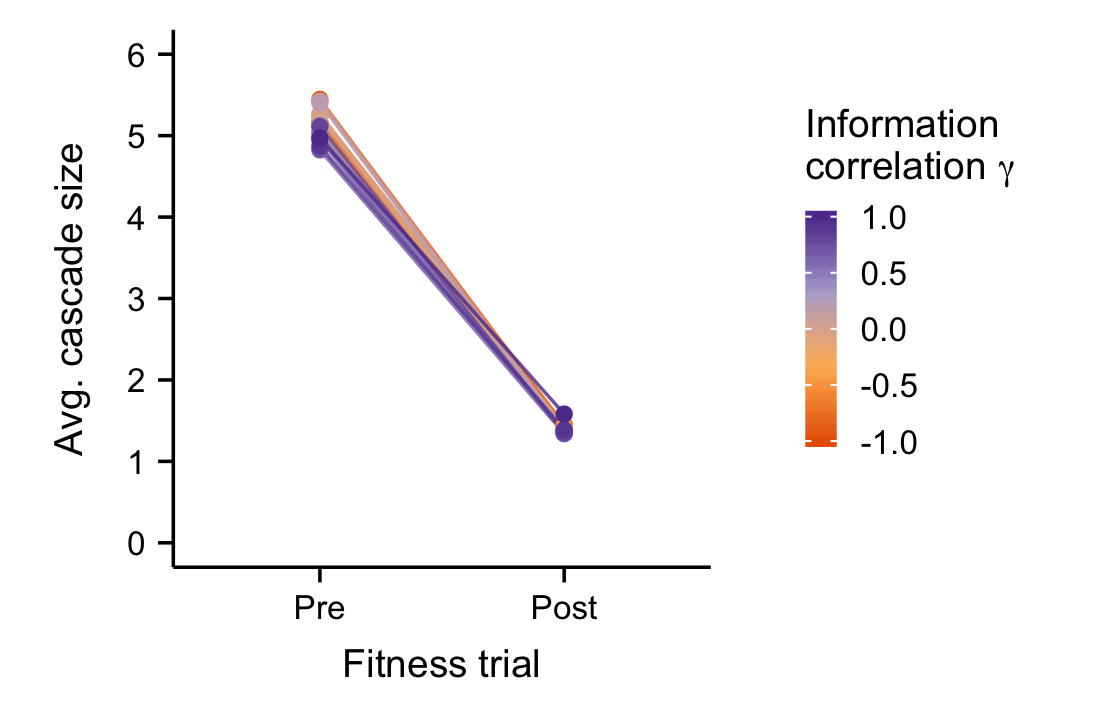 6
5
4
3
2
1
0
Avg. cascade size
Pre Post
Fitness trial
Information
correlation γ
1.0
0.5
0.0
-0.5
-1.0